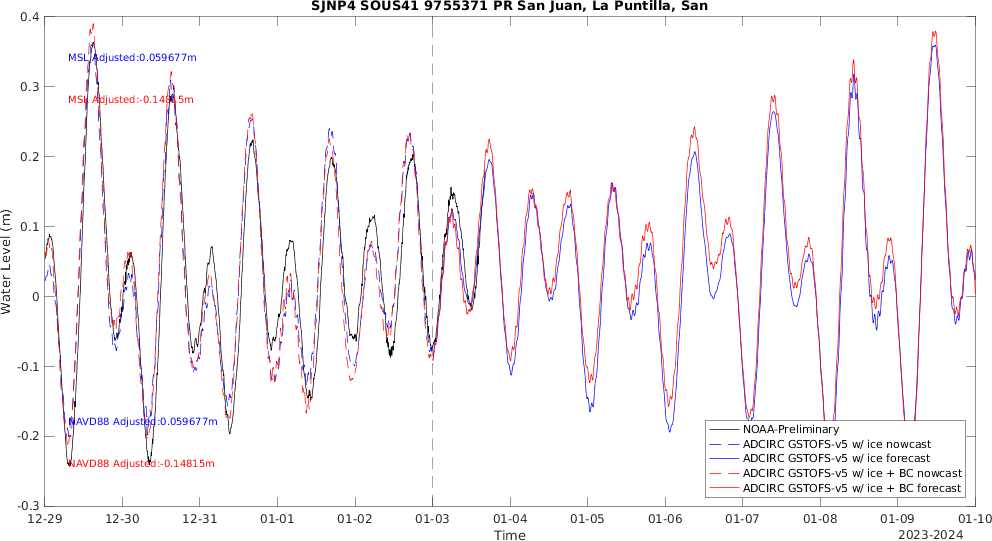 SJNP4 SOUS41 9755371 PR San Juan, La Puntilla, San
0.4
0.3
0.2
0.1
0
-0.1
-0.2
-0.3
Water Level (m)
MSL Adjusted:0.059677m
MSL Adjusted:-0.14815m
NAVD88 Adjusted:0.059677m
NAVD88 Adjusted:-0.14815m
NOAA-Preliminary
ADCIRC GSTOFS-v5 w/ ice nowcast
ADCIRC GSTOFS-v5 w/ ice forecast
ADCIRC GSTOFS-v5 w/ ice + BC nowcast
ADCIRC GSTOFS-v5 w/ ice + BC forecast
12-29 12-30 12-31 01-01 01-02 01-03 01-04 01-05 01-06 01-07 01-08 01-09 01-10
Time
2023-2024